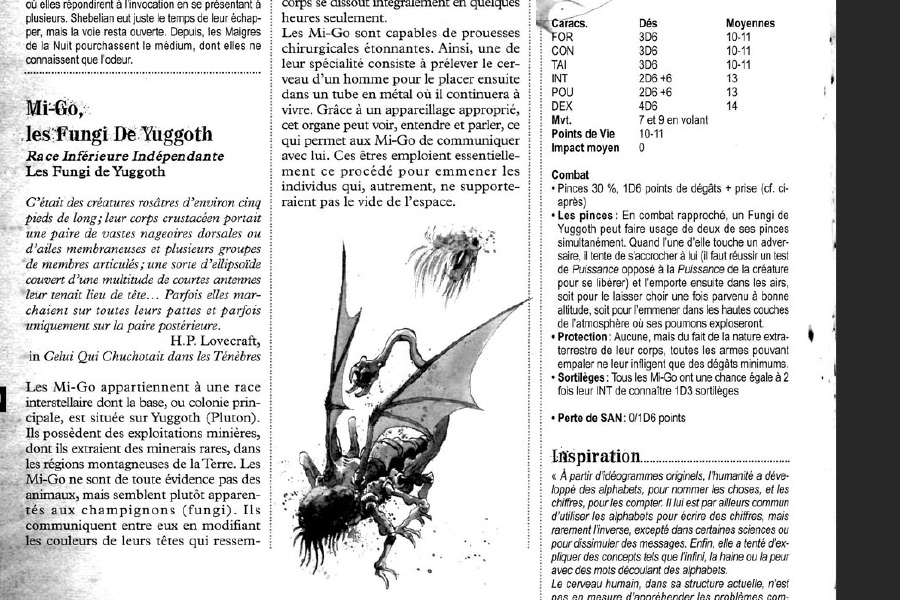 où elles répondirent à l'invocation en se présentant à
plusieurs. Shebelian eut juste le temps de leur échap-
per, mais la voie resta ouverte. Depuis, les Maigres
de la Nuit pourchassent le médium, dont elles ne
connaissent que l'odeur.
Mi-Go,
les Fungi De Yuggoth
Race Inférieure Indépendante
Les Fungi de Yuggoth
C'était des créatures rosâtres d'environ cinq
pieds de long; leur corps crustacéen portait
une paire de vastes nageoires dorsales ou
d'ailes membraneuses et plusieurs groupes
de membres articulés; une sorte d'ellipsoïde
couvert d'une multitude de courtes antennes
leur tenait lieu de tête... Parfois elles mar-
chaient sur toutes leurs pattes et parfois
uniquement sur la paire postérieure.
H.P. Lovecraft,
in Celui Qui Chuchotait dans les Ténèbres
Les Mi-Go appartiennent à une race
interstellaire dont la base, ou colonie prin-
cipale, est située sur Yuggoth (Pluton).
Ils possèdent des exploitations minières,
dont ils extraient des minerais rares, dans
les régions montagneuses de la Terre. Les
Mi-Go ne sont de toute évidence pas des
animaux, mais semblent plutôt apparen-
tés aux champignons (fungi). Ils
communiquent entre eux en modifiant
les couleurs de leurs têtes qui ressem-
corps se dissout intégralement en quelques
heures seulement.
Les Mi-Go sont capables de prouesses
chirurgicales étonnantes. Ainsi, une de
leur spécialité consiste à prélever le cer-
veau d'un homme pour le placer ensuite
dans un tube en métal où il continuera à
vivre. Grâce à un appareillage approprié,
cet organe peut voir, entendre et parler, ce
qui permet aux Mi-Go de communiquer
avec lui. Ces êtres emploient essentielle-
ment ce procédé pour emmener les
individus qui, autrement, ne supporte-
raient pas le vide de l'espace.
Caracs. Dés Moyennes
FOR 3D6 10-11
CON 3D6 10-11
TAI 3D6 10-11
INT 2D6 +6 13
POU 2D6 +6 13
DEX 4D6 14
Mvt. 7 et 9 en volant
Points de Vie 10-11
Impact moyen 0
Combat
• Pinces 30 %, 1D6 points de dégâts + prise (cf. ci-
après)
• Les pinces : En combat rapproché, un Fungi de
Yuggoth peut faire usage de deux de ses pinces
simultanément. Quand l'une d'elle touche un adver-
saire, il tente de s'accrocher à lui (il faut réussir un test
de Puissance opposé à la Puissance de la créature
pour se libérer) et l'emporte ensuite dans les airs,
soit pour le laisser choir une fois parvenu à bonne
altitude, soit pour l'emmener dans les hautes couches
de l'atmosphère où ses poumons exploseront.
• Protection : Aucune, mais du fait de la nature extra-
terrestre de leur corps, toutes les armes pouvant
empaler ne leur infligent que des dégâts minimums.
• Sortilèges : Tous les Mi-Go ont une chance égale à 2
fois leur INT de connaître 1D3 sortilèges
• Perte de SAN : 0/1D6 points
Inspiration
« À partir d'idéogrammes originels, l'humanité a déve-
loppé des alphabets, pour nommer les choses, et les
chiffres, pour les compter. Il lui est par ailleurs commun
d'utiliser les alphabets pour écrire des chiffres, mais
rarement l'inverse, excepté dans certaines sciences ou
pour dissimuler des messages. Enfin, elle a tenté d'ex-
pliquer des concepts tels que l'infini, la haine ou la peur
avec des mots découlant des alphabets.
Le cerveau humain, dans sa structure actuelle, n'est
pas en mesure d'appréhender les problèmes com-